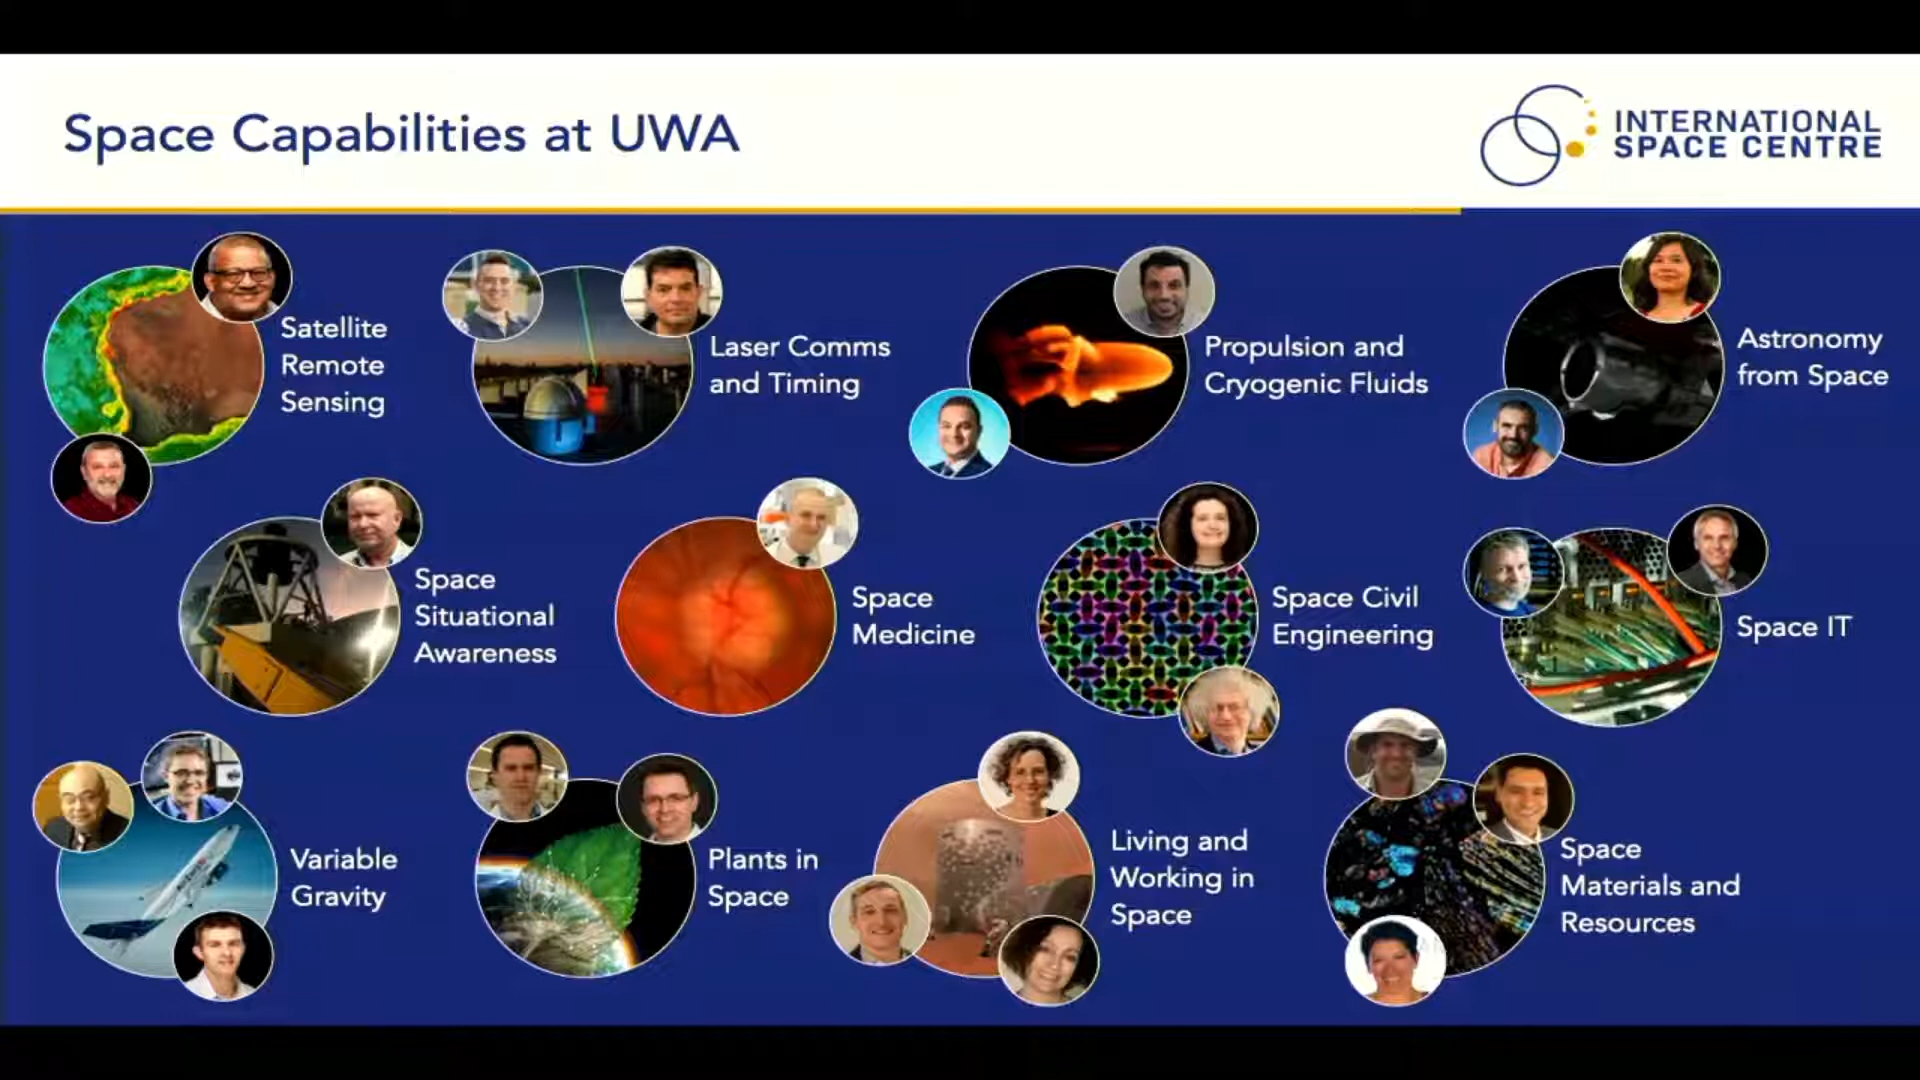 Space Capabilities at UWA
INTERNATIONAL
SPACE CENTRE
Satellite
Remote
Sensing
Laser Comms
and Timing
Propulsion and
Cryogenic Fluids
Astronomy
from Space
Space
Situational
Awareness
Space
Medicine
Space Civil
Engineering
Space IT
Variable
Gravity
Plants in
Space
Living and
Working in
Space
Space
Materials and
Resources